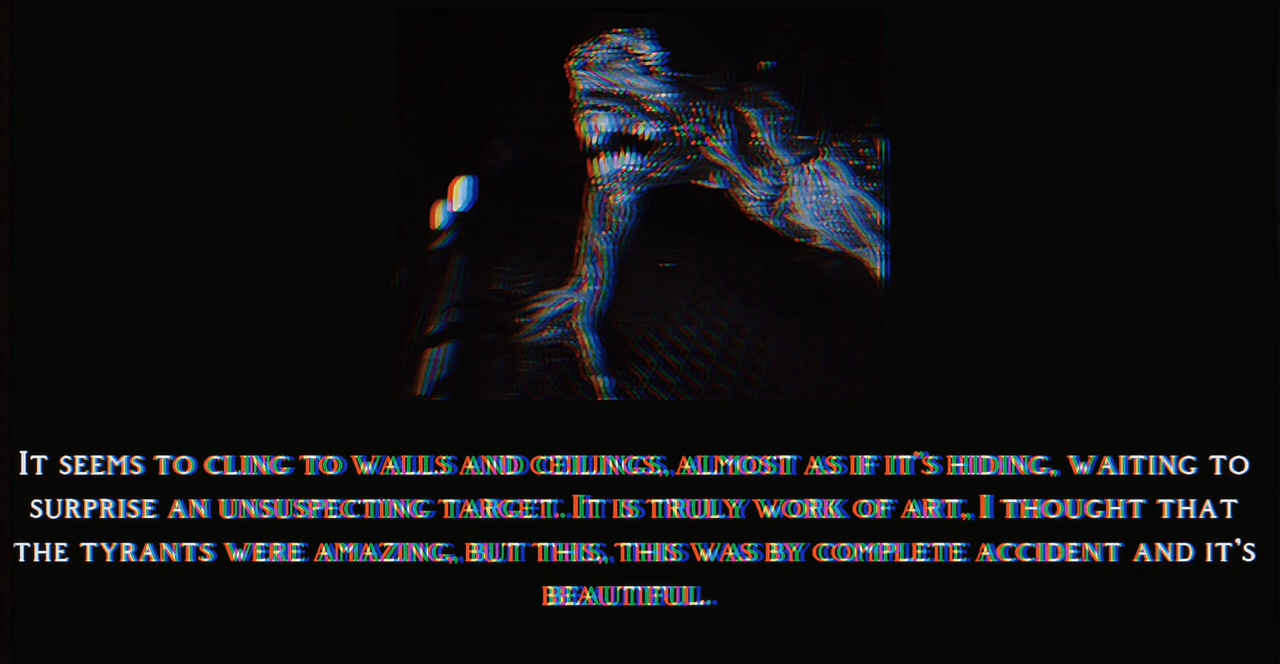 It seems to cling to walls and ceilings, almost as if it's hiding, waiting to
surprise an unsuspecting target. It is truly work of art, I thought that
the Tyrants were amazing, but this, this was by complete accident and it's
beautiful..